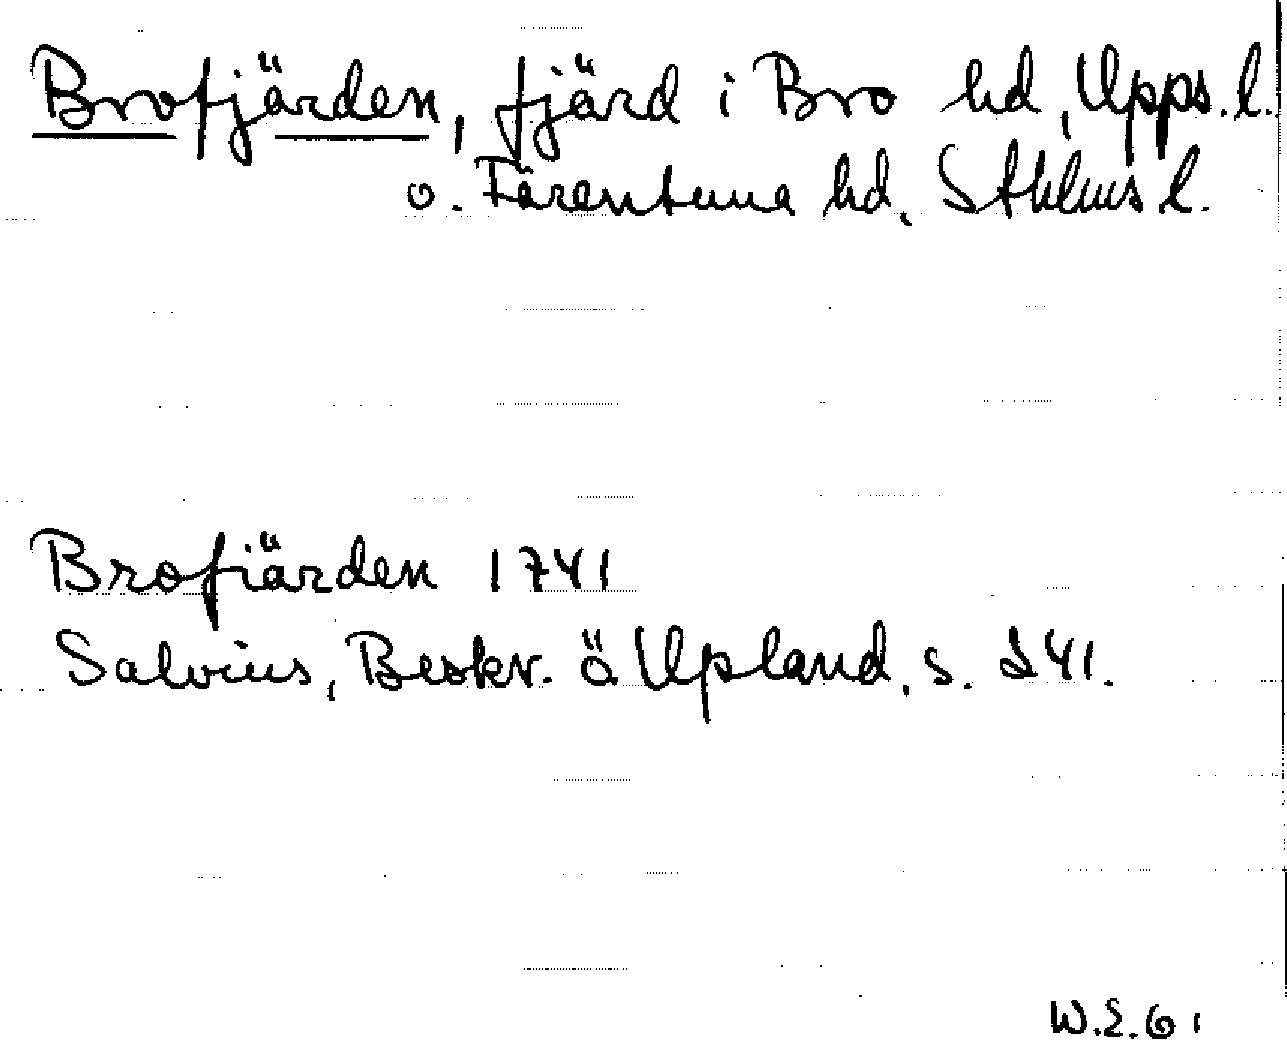 Brofjärden, fjärd i Bro hd, Upps. l.
o. Färentuna hd, Sthlms l.
Brofiärden 1741
Salvius, Beskr. ö Upland, s. 241.
W.E. 61